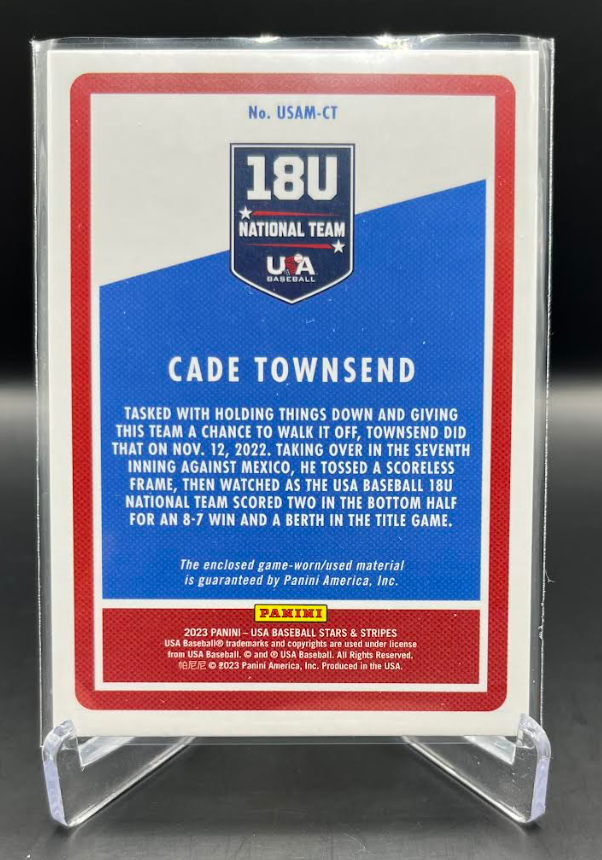 No. USAM-CT
18U
NATIONAL TEAM
USA
BASEBALL
CADE TOWNSEND
TASKED WITH HOLDING THINGS DOWN AND GIVING
THIS TEAM A CHANCE TO WALK IT OFF, TOWNSEND DID
THAT ON NOV. 12, 2022. TAKING OVER IN THE SEVENTH
INNING AGAINST MEXICO, HE TOSSED A SCORELESS
FRAME, THEN WATCHED AS THE USA BASEBALL 18U
NATIONAL TEAM SCORED TWO IN THE BOTTOM HALF
FOR AN 8-7 WIN AND A BERTH IN THE TITLE GAME.
The enclosed game-worn/used material
is guaranteed by Panini America, Inc.
PANINI
2023 PANINI – USA BASEBALL STARS & STRIPES
USA Baseball® trademarks and copyrights are used under license
from USA Baseball. © and ® USA Baseball. All Rights Reserved.
帕尼尼 © 2023 Panini America, Inc. Produced in the USA.